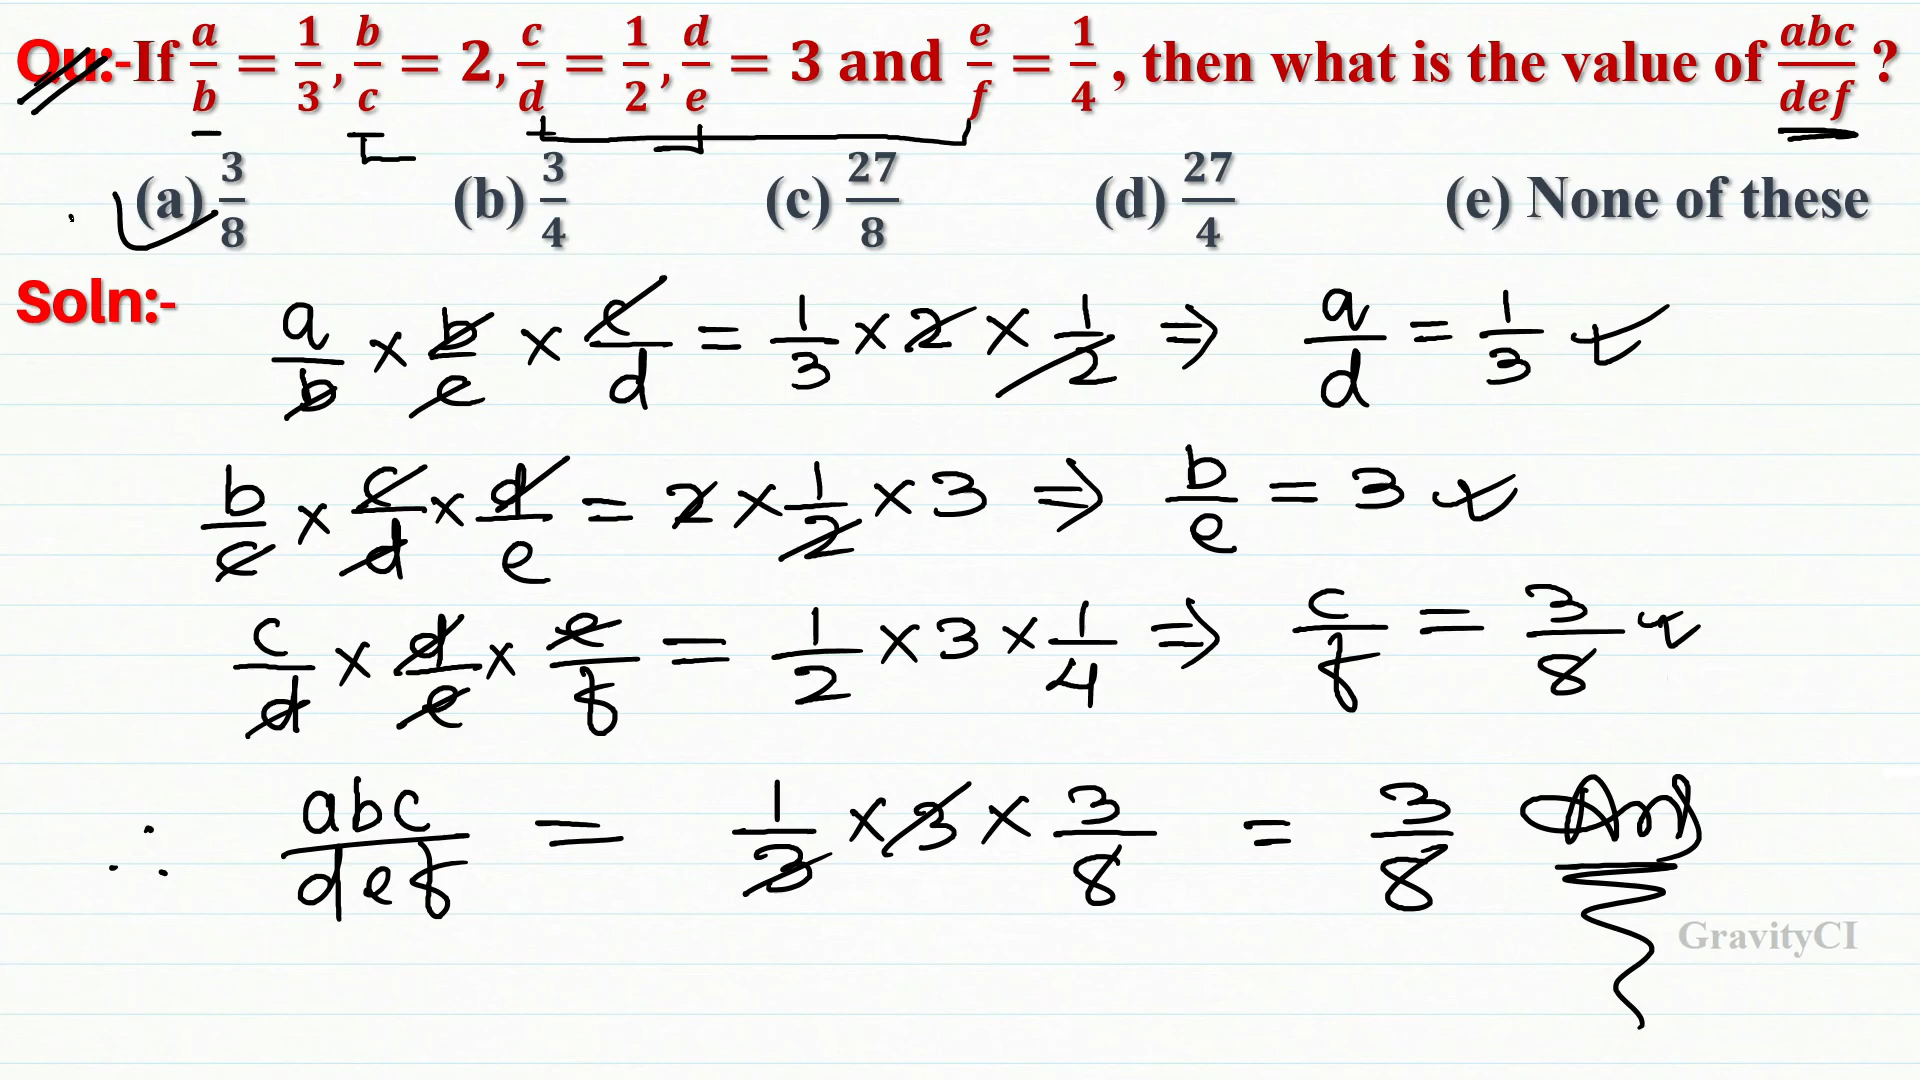 Qu:-If a/b = 1/3, b/c = 2, c/d = 1/2, d/e = 3 and e/f = 1/4, then what is the value of abc/def?
(a) 3/8 (b) 3/4 (c) 27/8 (d) 27/4 (e) None of these
Soln:-
a/b × b/c × c/d = 1/3 × 2 × 1/2 ⇒ a/d = 1/3
b/c × c/d × d/e = 2 × 1/2 × 3 ⇒ b/e = 3
c/d × d/e × e/f = 1/2 × 3 × 1/4 ⇒ c/f = 3/8
∴ abc/def = 1/3 × 3 × 3/8 = 3/8 Ans
GravityCI